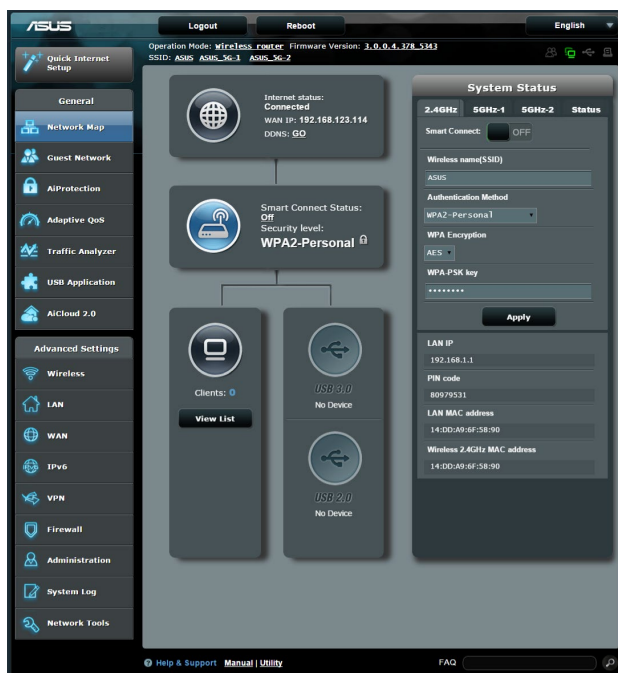 ASUS
Logout
Reboot
English
Quick Internet Setup
Operation Mode: Wireless router Firmware Version: 3.0.0.4.378_5343
SSID: ASUS ASUS_5G-1 ASUS_5G-2
General
Network Map
Guest Network
AiProtection
Adaptive QoS
Traffic Analyzer
USB Application
AiCloud 2.0
Advanced Settings
Wireless
LAN
WAN
IPv6
VPN
Firewall
Administration
System Log
Network Tools
Internet status:
Connected
WAN IP: 192.168.123.114
DDNS: GO
Smart Connect Status:
Off
Security level:
WPA2-Personal
Clients: 0
View List
USB 3.0
No Device
USB 2.0
No Device
System Status
2.4GHz 5GHz-1 5GHz-2 Status
Smart Connect: OFF
Wireless name(SSID)
ASUS
Authentication Method
WPA2-Personal
WPA Encryption
AES
WPA-PSK key
••••••••
Apply
LAN IP
192.168.1.1
PIN code
80979531
LAN MAC address
14:DD:A9:6F:58:90
Wireless 2.4GHz MAC address
14:DD:A9:6F:58:90
Help & Support Manual | Utility
FAQ